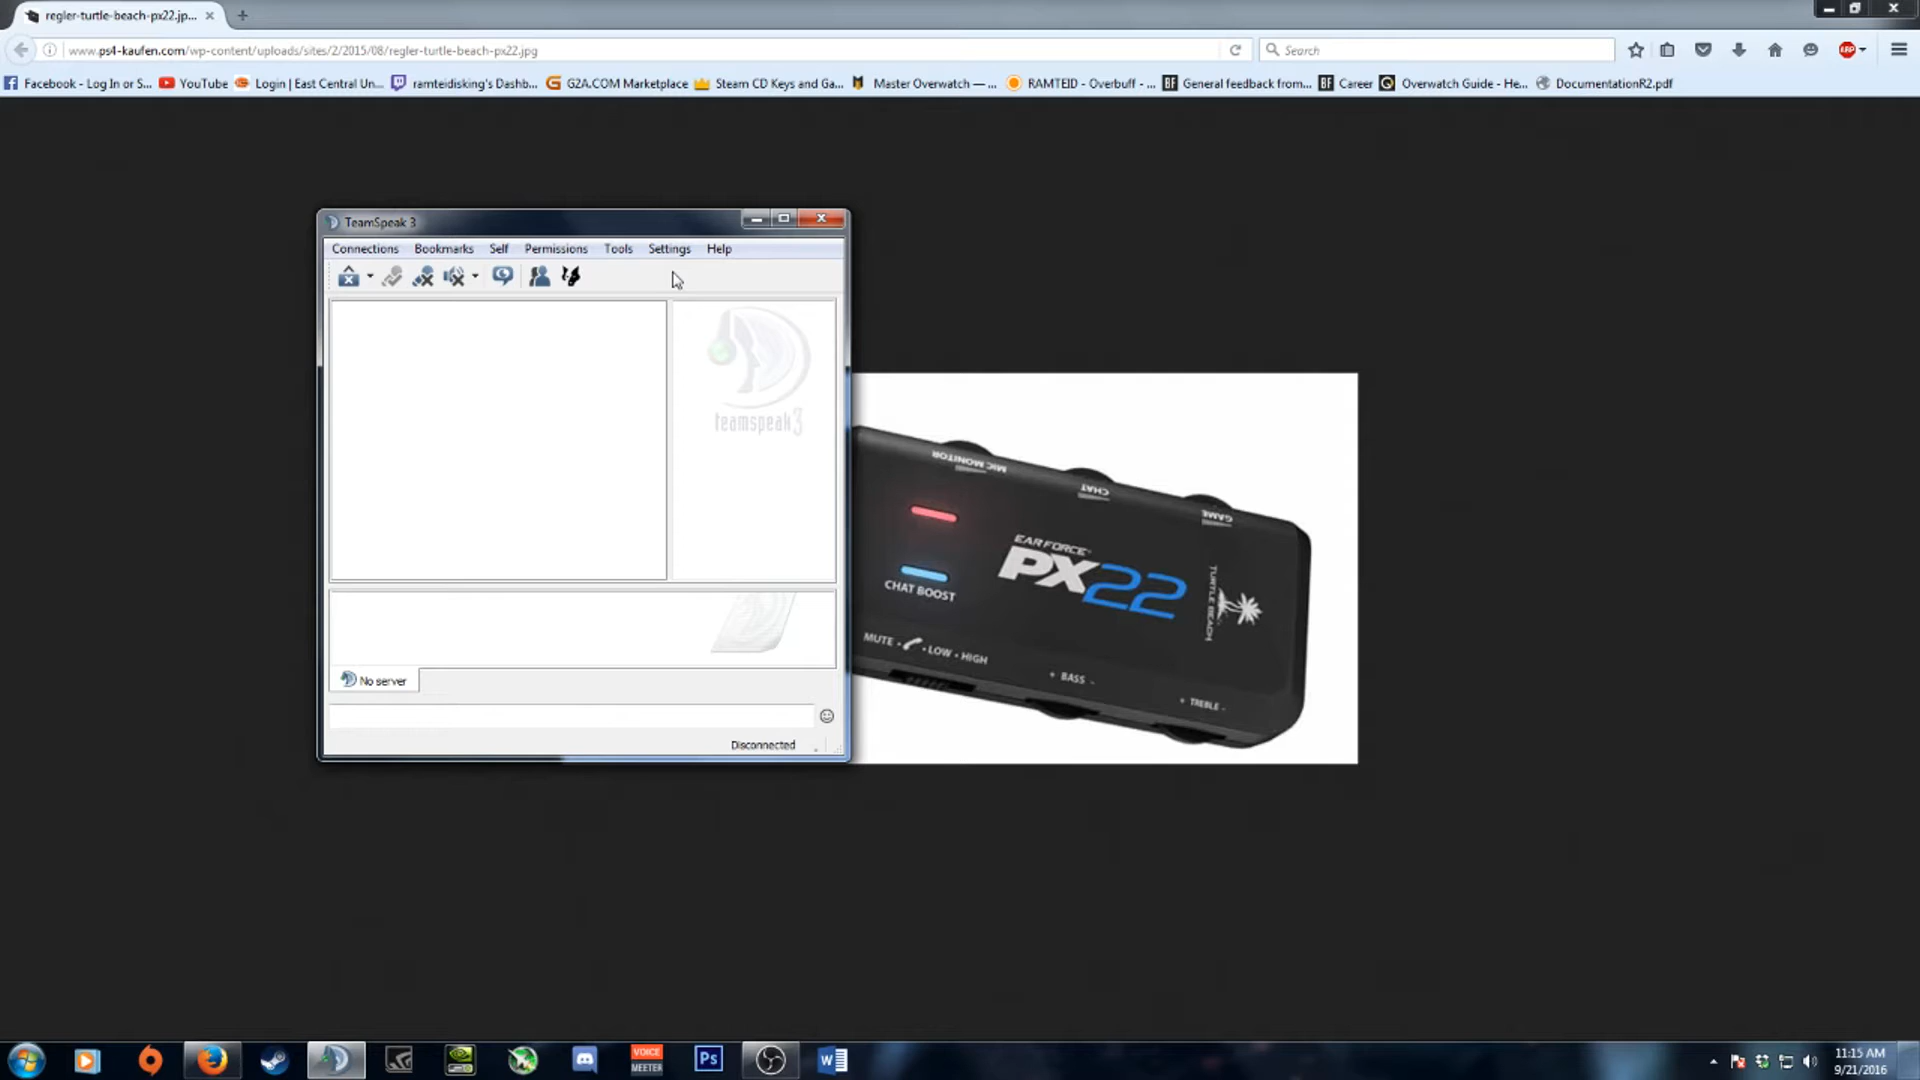 regler-turtle-beach-px22.jp...
www.ps4-kaufen.com/wp-content/uploads/sites/2/2015/08/regler-turtle-beach-px22.jpg
Search
Facebook - Log In or S...
YouTube
Login | East Central Un...
ramteidisking's Dashb...
G2A.COM Marketplace
Steam CD Keys and Ga...
Master Overwatch — ...
RAMTEID - Overbuff - ...
BF
General feedback from...
BF
Career
Overwatch Guide - He...
DocumentationR2.pdf
ABP
TeamSpeak 3
Connections Bookmarks Self Permissions Tools Settings Help
teamspeak3
No server
Disconnected
MIC MONITOR
CHAT
GAME
EAR FORCE
PX22
TURTLE BEACH
CHAT BOOST
MUTE • • LOW • HIGH
+ BASS -
+ TREBLE -
VOICE
MEETER
Ps
11:15 AM
9/21/2016